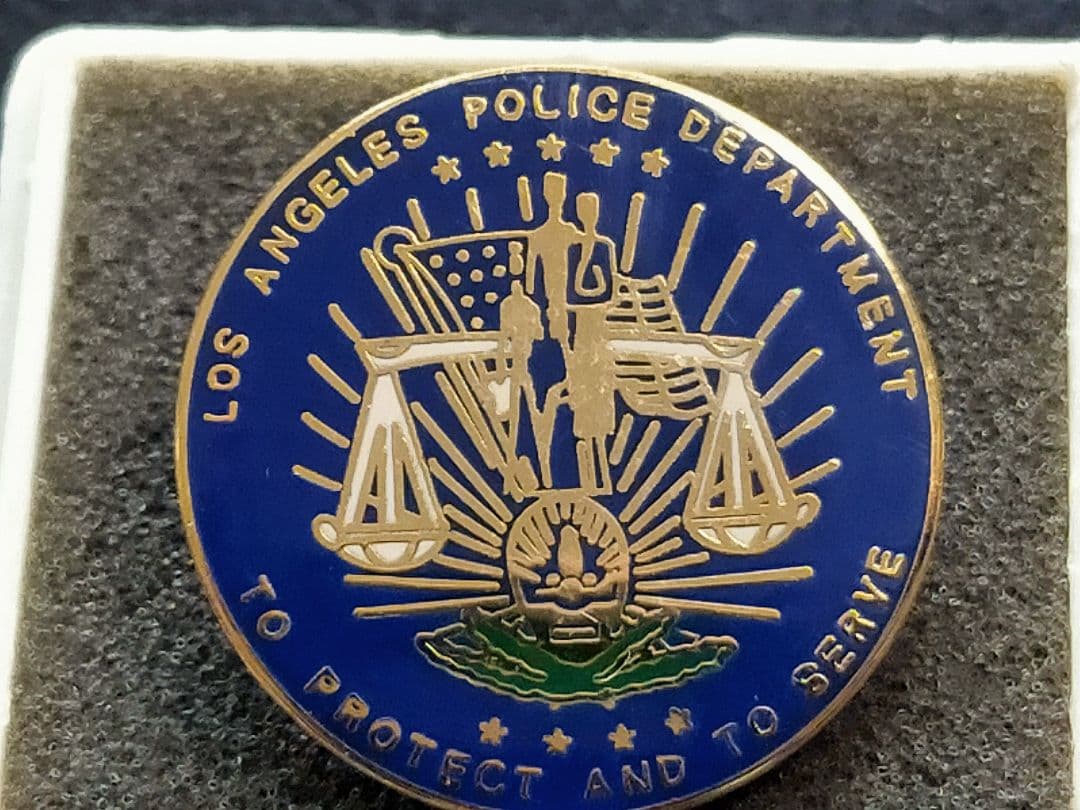 LOS ANGELES POLICE DEPARTMENT
TO PROTECT AND TO SERVE